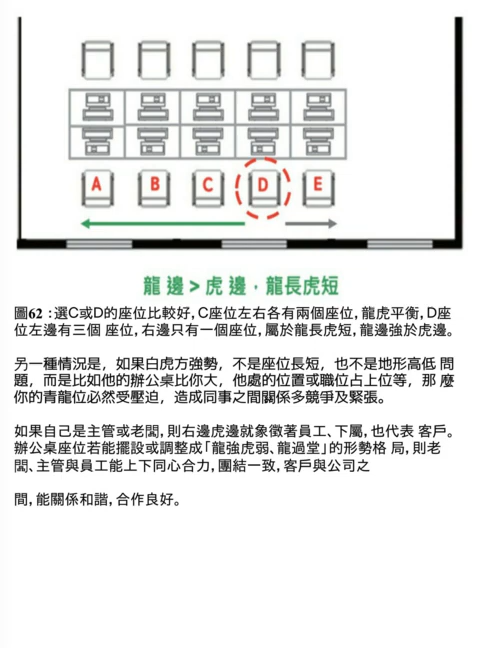 A B C D E
龍邊>虎邊．龍長虎短
圖62：選C或D的座位比較好，C座位左右各有兩個座位，龍虎平衡，D座
位左邊有三個 座位，右邊只有一個座位，屬於龍長虎短，龍邊強於虎邊。
另一種情況是，如果白虎方強勢，不是座位長短，也不是地形高低 問
題，而是比如他的辦公桌比你大，他處的位置或職位占上位等，那 麼
你的青龍位必然受壓迫，造成同事之間關係多競爭及緊張。
如果自己是主管或老闆，則右邊虎邊就象徵著員工、下屬，也代表 客戶。
辦公桌座位若能擺設或調整成「龍強虎弱、龍過堂」的形勢格 局，則老
闆、主管與員工能上下同心合力，團結一致，客戶與公司之
間，能關係和諧，合作良好。